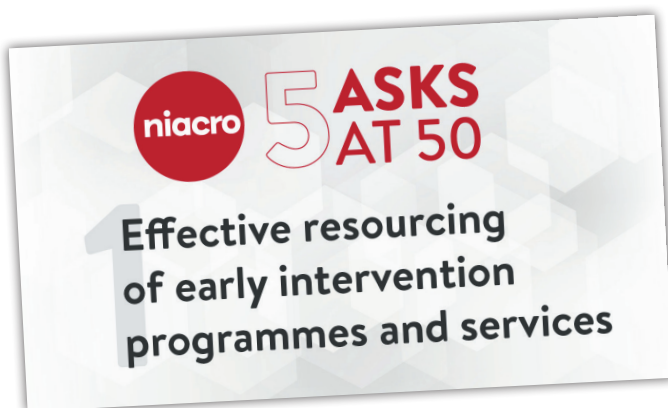 niacro
5 ASKS
AT 50
1
Effective resourcing
of early intervention
programmes and services